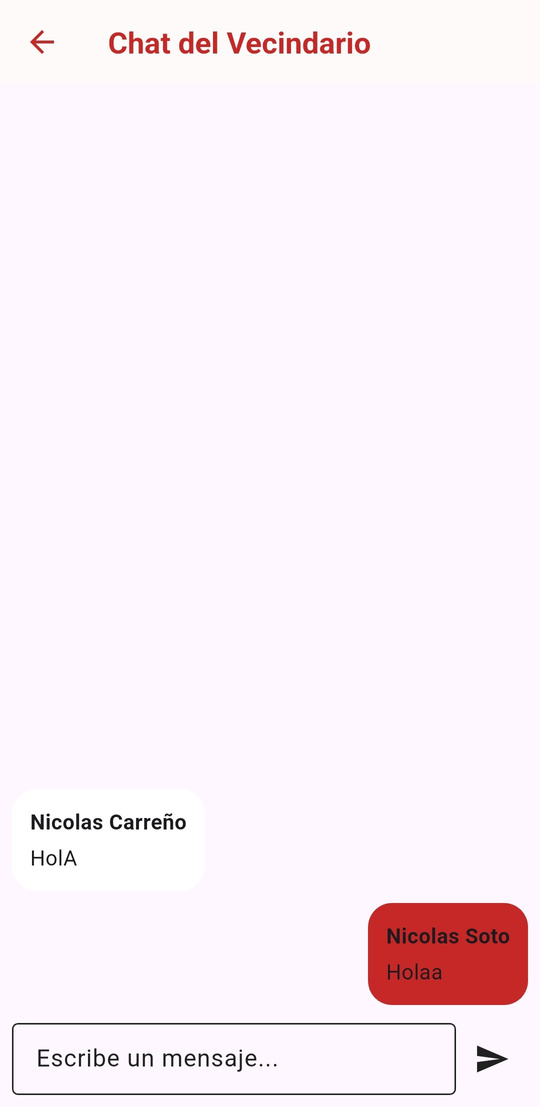 Chat del Vecindario
Nicolas Carreño
HolA
Nicolas Soto
Holaa
Escribe un mensaje...